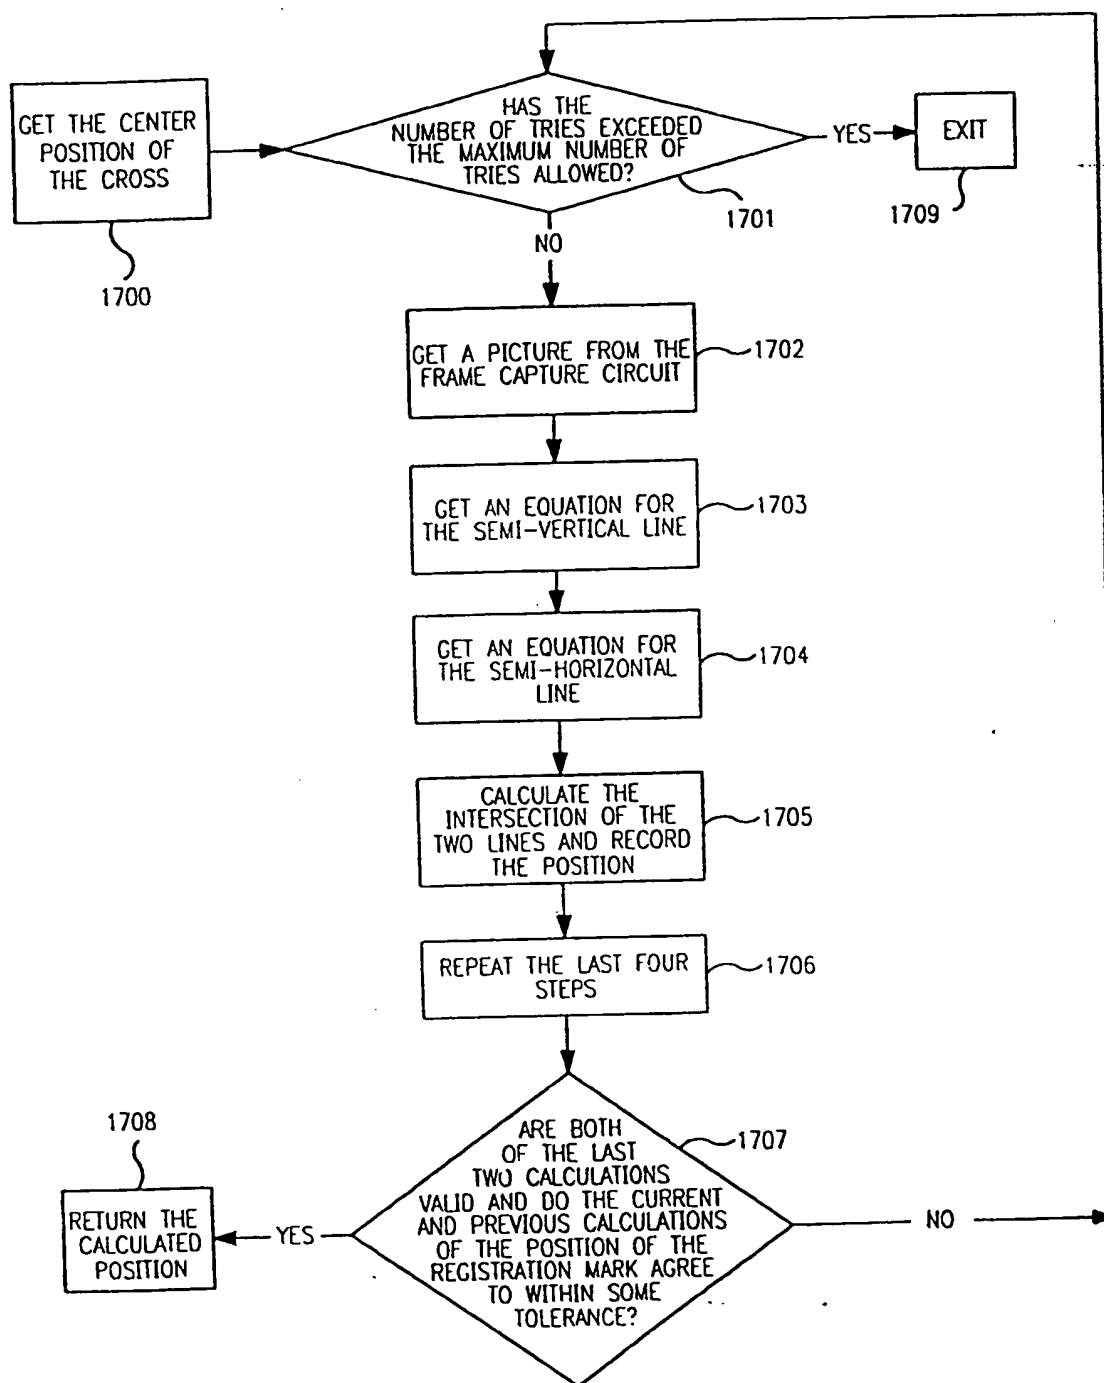 GET THE CENTER
POSITION OF
THE CROSS
1700
HAS THE
NUMBER OF TRIES EXCEEDED
THE MAXIMUM NUMBER OF
TRIES ALLOWED?
1701
YES
EXIT
1709
NO
GET A PICTURE FROM THE
FRAME CAPTURE CIRCUIT
1702
GET AN EQUATION FOR
THE SEMI-VERTICAL LINE
1703
GET AN EQUATION FOR
THE SEMI-HORIZONTAL
LINE
1704
CALCULATE THE
INTERSECTION OF THE
TWO LINES AND RECORD
THE POSITION
1705
REPEAT THE LAST FOUR
STEPS
1706
ARE BOTH
OF THE LAST
TWO CALCULATIONS
VALID AND DO THE CURRENT
AND PREVIOUS CALCULATIONS
OF THE POSITION OF THE
REGISTRATION MARK AGREE
TO WITHIN SOME
TOLERANCE?
1707
YES
NO
1708
RETURN THE
CALCULATED
POSITION